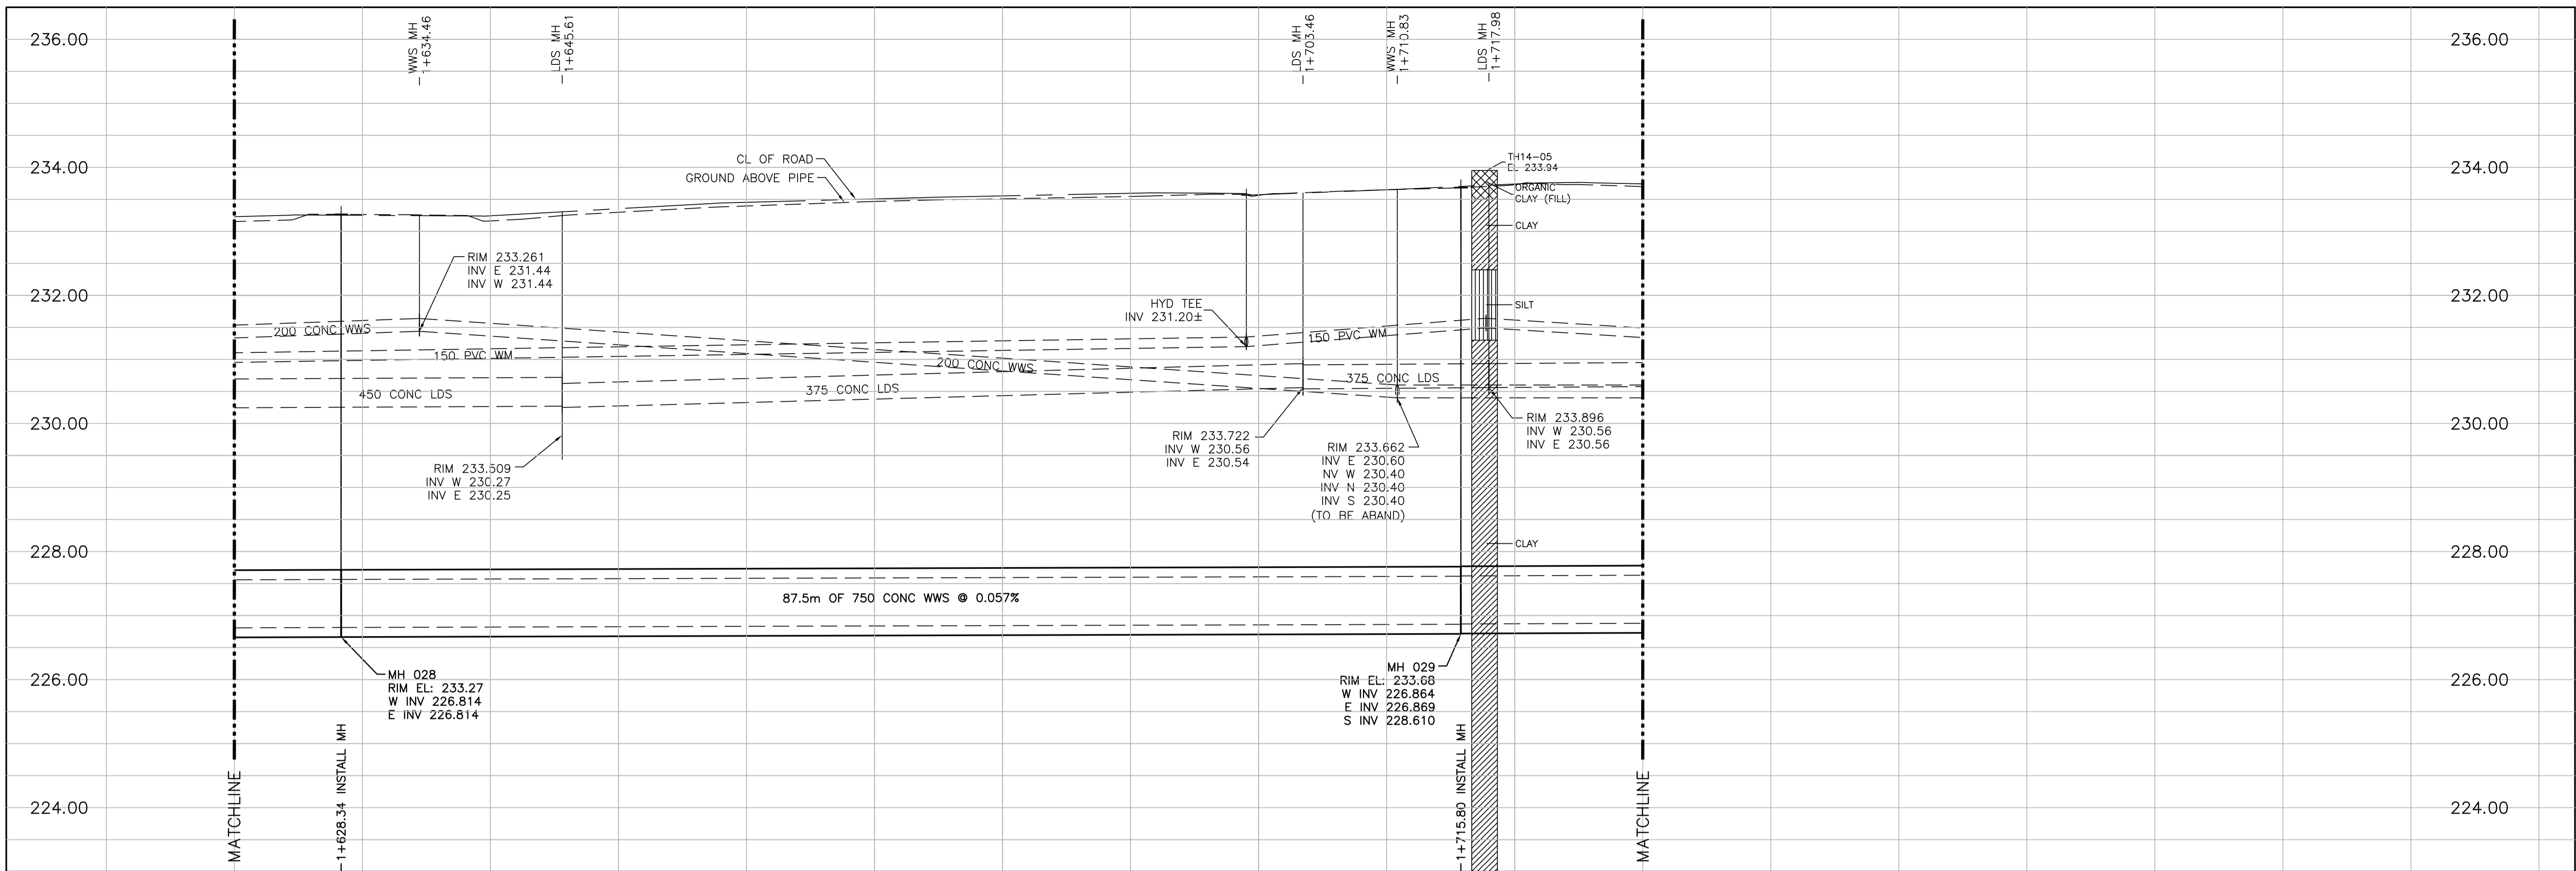 236.00
WWS MH
1+634.46
LDS MH
1+645.61
LDS MH
1+703.46
WWS MH
1+710.83
LDS MH
1+717.98
236.00
234.00
CL OF ROAD
GROUND ABOVE PIPE
TH14-05
EL 233.94
ORGANIC
CLAY (FILL)
CLAY
234.00
232.00
RIM 233.261
INV E 231.44
INV W 231.44
HYD TEE
INV 231.20±
SILT
232.00
200 CONC WWS
150 PVC WM
150 PVC WM
200 CONC WWS
450 CONC LDS
375 CONC LDS
375 CONC LDS
230.00
RIM 233.509
INV W 230.27
INV E 230.25
RIM 233.722
INV W 230.56
INV E 230.54
RIM 233.662
INV E 230.60
NV W 230.40
INV N 230.40
INV S 230.40
(TO BE ABAND)
RIM 233.896
INV W 230.56
INV E 230.56
230.00
228.00
CLAY
228.00
87.5m OF 750 CONC WWS @ 0.057%
226.00
MH 028
RIM EL: 233.27
W INV 226.814
E INV 226.814
MH 029
RIM EL: 233.68
W INV 226.864
E INV 226.869
S INV 228.610
226.00
224.00
MATCHLINE
1+628.34 INSTALL MH
1+715.80 INSTALL MH
MATCHLINE
224.00